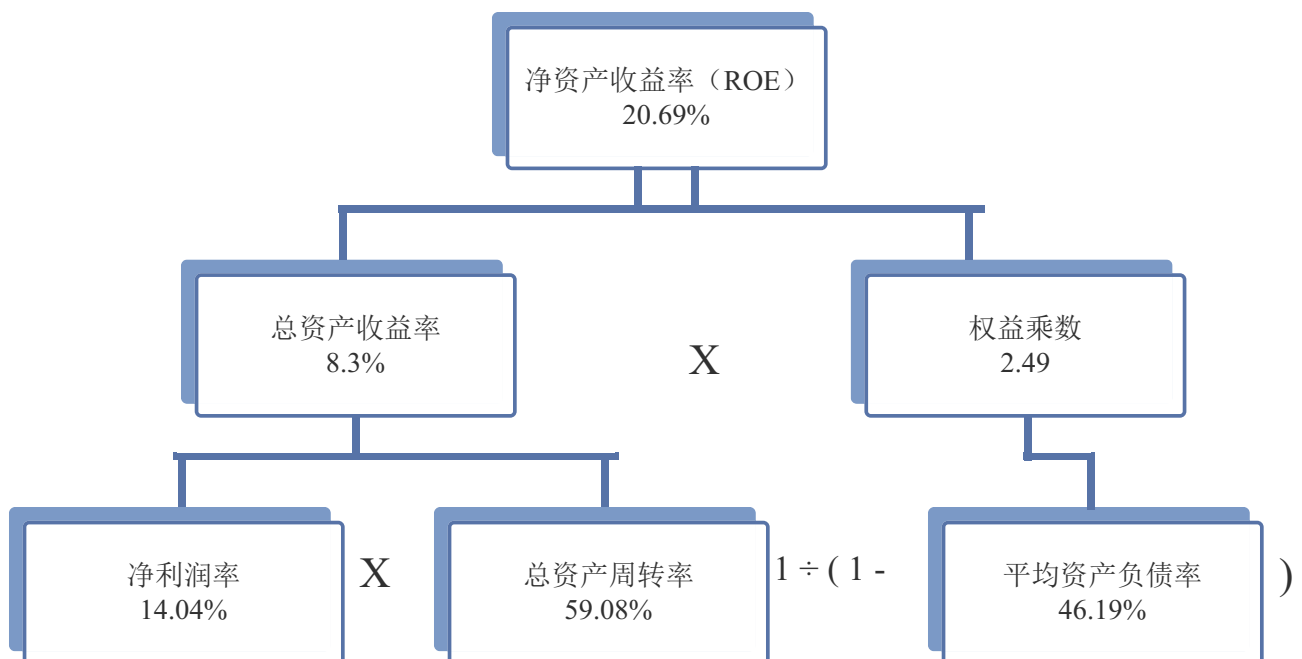 净资产收益率（ROE）
20.69%
总资产收益率
8.3%
X
权益乘数
2.49
净利润率
14.04%
X
总资产周转率
59.08%
1 ÷ ( 1 -
平均资产负债率
46.19%
)